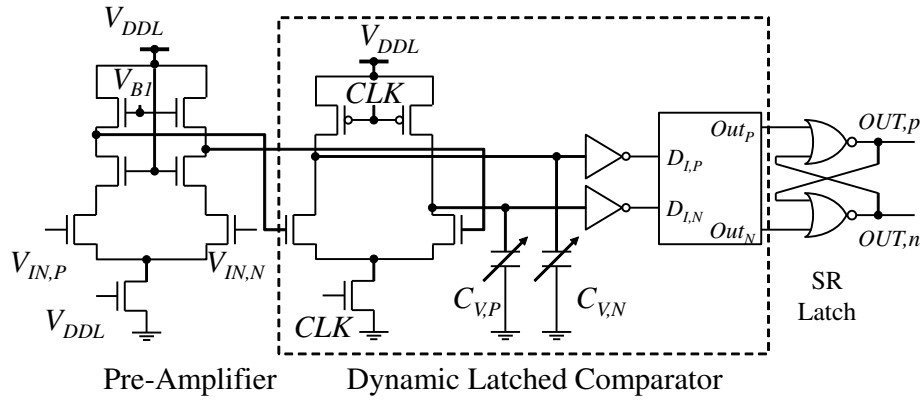 V_DDL
V_DDL
V_B1
CLK
Out_P
OUT,p
D_I,P
D_I,N
Out_N
OUT,n
V_IN,P
V_IN,N
C_V,P
C_V,N
SR
Latch
V_DDL
CLK
Pre-Amplifier
Dynamic Latched Comparator